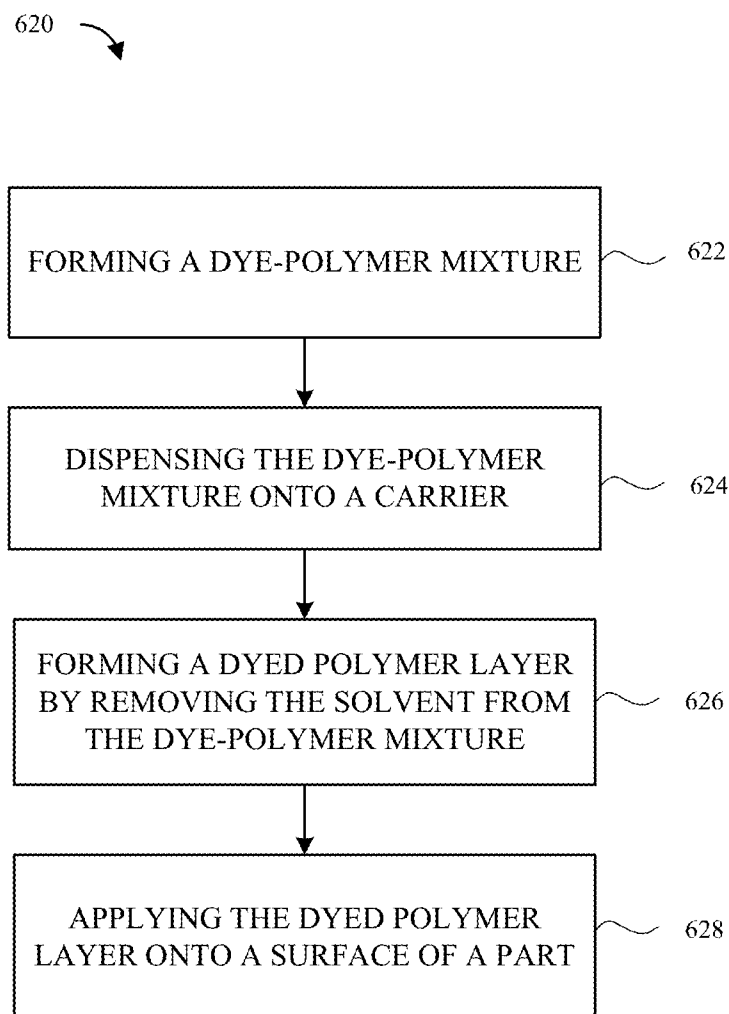 620
FORMING A DYE-POLYMER MIXTURE
622
DISPENSING THE DYE-POLYMER
MIXTURE ONTO A CARRIER
624
FORMING A DYED POLYMER LAYER
BY REMOVING THE SOLVENT FROM
THE DYE-POLYMER MIXTURE
626
APPLYING THE DYED POLYMER
LAYER ONTO A SURFACE OF A PART
628